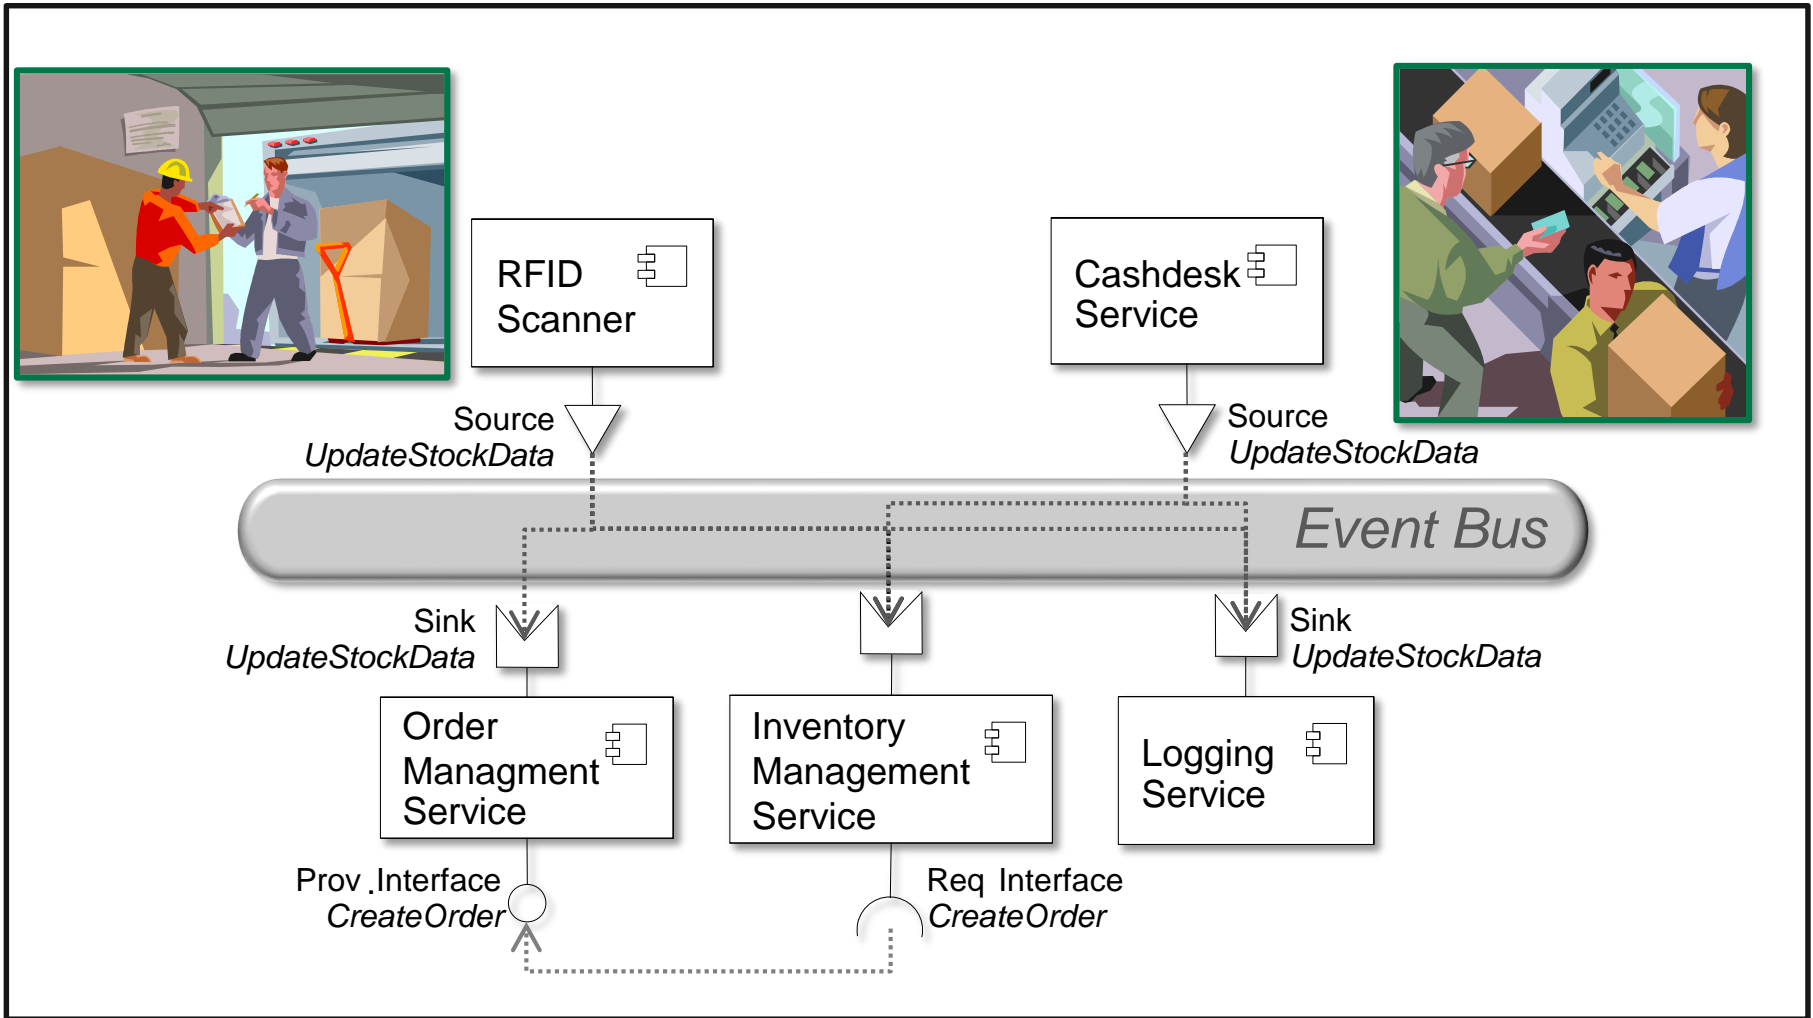 RFID
Scanner
Cashdesk
Service
Source
UpdateStockData
Source
UpdateStockData
Event Bus
Sink
UpdateStockData
Sink
UpdateStockData
Order
Managment
Service
Inventory
Management
Service
Logging
Service
Prov.Interface
CreateOrder
Req Interface
CreateOrder